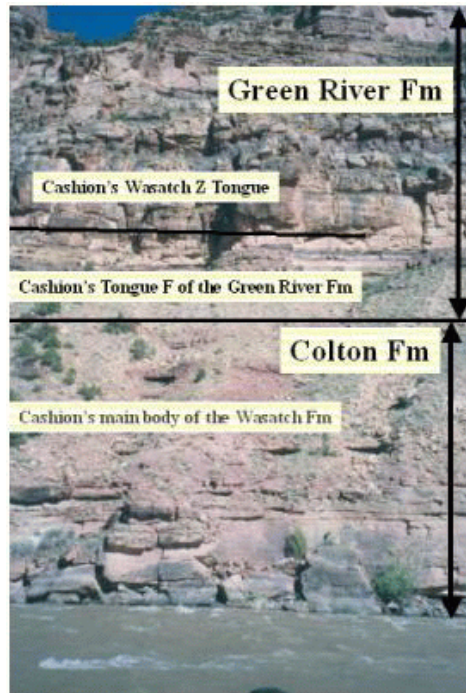 Green River Fm
Cashion's Wasatch Z Tongue
Cashion's Tongue F of the Green River Fm
Colton Fm
Cashion's main body of the Wasatch Fm